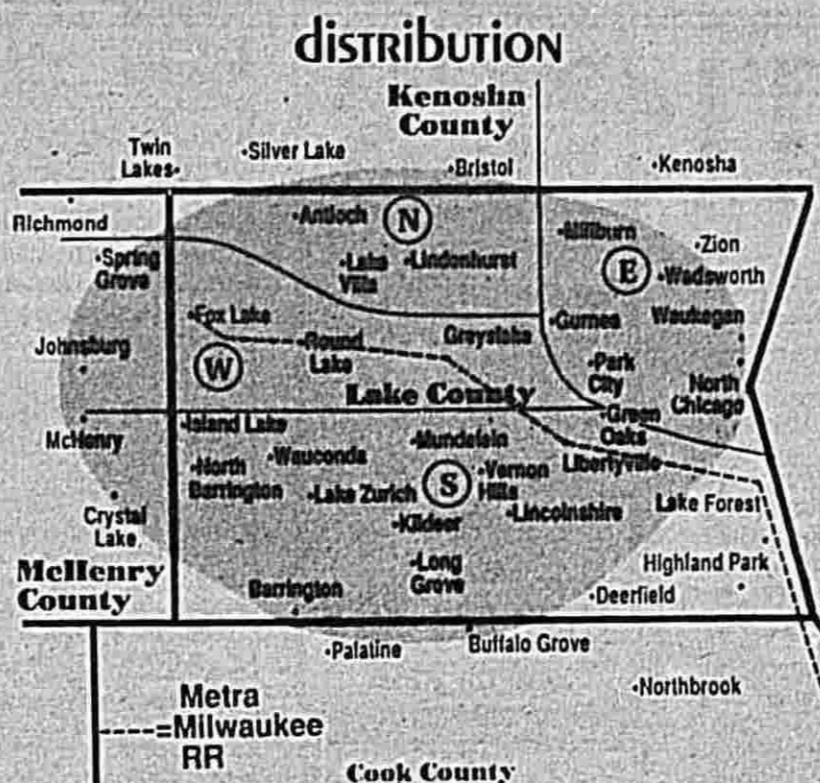 distribution
Kenosha
County
Twin
Lakes
Silver Lake
Bristol
Kenosha
Richmond
Antioch
N
Millburn
Zion
Spring
Grove
Lake
Villa
Lindenhurst
E
Wadsworth
Fox Lake
Gurnee
Waukegan
Johnsburg
Round
Lake
Grayslake
W
Park
City
North
Chicago
Lake County
McHenry
Island Lake
Green
Oaks
Mundelein
Wauconda
North
Barrington
Lake Zurich
S
Vernon
Hills
Libertyville
Crystal
Lake
Kildeer
Lincolnshire
Lake Forest
McHenry
County
Long
Grove
Highland Park
Barrington
Deerfield
Palatine
Buffalo Grove
Northbrook
Metra
----=Milwaukee
RR
Cook County